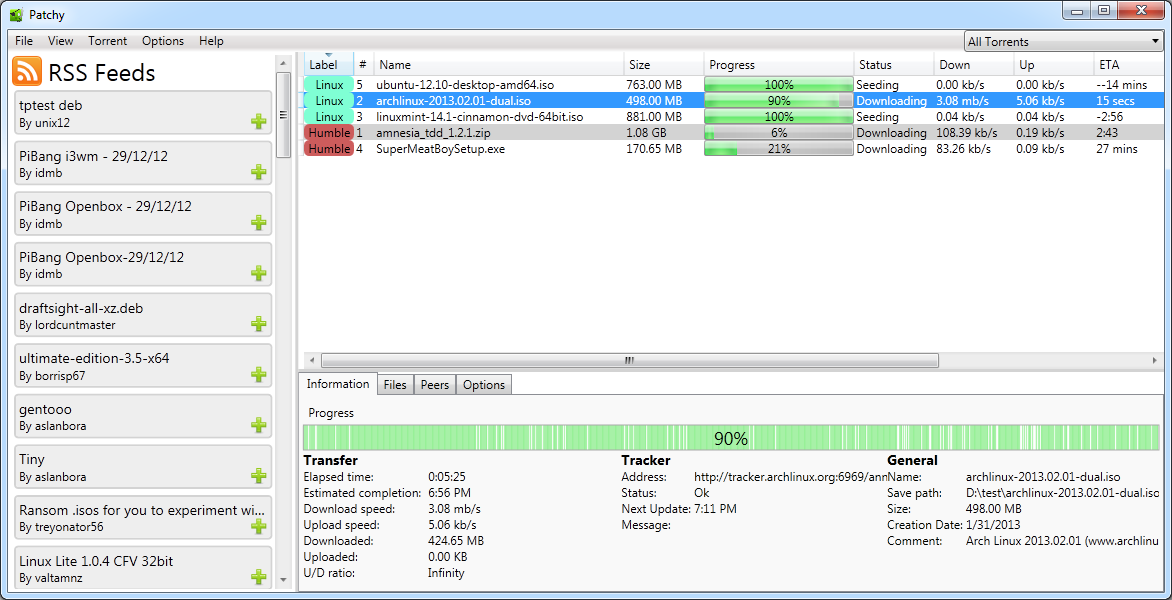 Patchy
File View Torrent Options Help
All Torrents
RSS Feeds
tptest deb
By unix12
PiBang i3wm - 29/12/12
By idmb
PiBang Openbox - 29/12/12
By idmb
PiBang Openbox-29/12/12
By idmb
draftsight-all-xz.deb
By lordcuntmaster
ultimate-edition-3.5-x64
By borrisp67
gentooo
By aslanbora
Tiny
By aslanbora
Ransom .isos for you to experiment wi...
By treyonator56
Linux Lite 1.0.4 CFV 32bit
By valtamnz
Label # Name Size Progress Status Down Up ETA
Linux 5 ubuntu-12.10-desktop-amd64.iso 763.00 MB 100% Seeding 0.00 kb/s 0.00 kb/s --14 mins
Linux 2 archlinux-2013.02.01-dual.iso 498.00 MB 90% Downloading 3.08 mb/s 5.06 kb/s 15 secs
Linux 3 linuxmint-14.1-cinnamon-dvd-64bit.iso 881.00 MB 100% Seeding 0.04 kb/s 0.04 kb/s -2:56
Humble 1 amnesia_tdd_1.2.1.zip 1.08 GB 6% Downloading 108.39 kb/s 0.19 kb/s 2:43
Humble 4 SuperMeatBoySetup.exe 170.65 MB 21% Downloading 83.26 kb/s 0.09 kb/s 27 mins
Information Files Peers Options
Progress
90%
Transfer
Elapsed time: 0:05:25
Estimated completion: 6:56 PM
Download speed: 3.08 mb/s
Upload speed: 5.06 kb/s
Downloaded: 424.65 MB
Uploaded: 0.00 KB
U/D ratio: Infinity
Tracker
Address: http://tracker.archlinux.org:6969/ann
Status: Ok
Next Update: 7:11 PM
Message:
General
Name: archlinux-2013.02.01-dual.iso
Save path: D:\test\archlinux-2013.02.01-dual.iso
Size: 498.00 MB
Creation Date: 1/31/2013
Comment: Arch Linux 2013.02.01 (www.archlinu